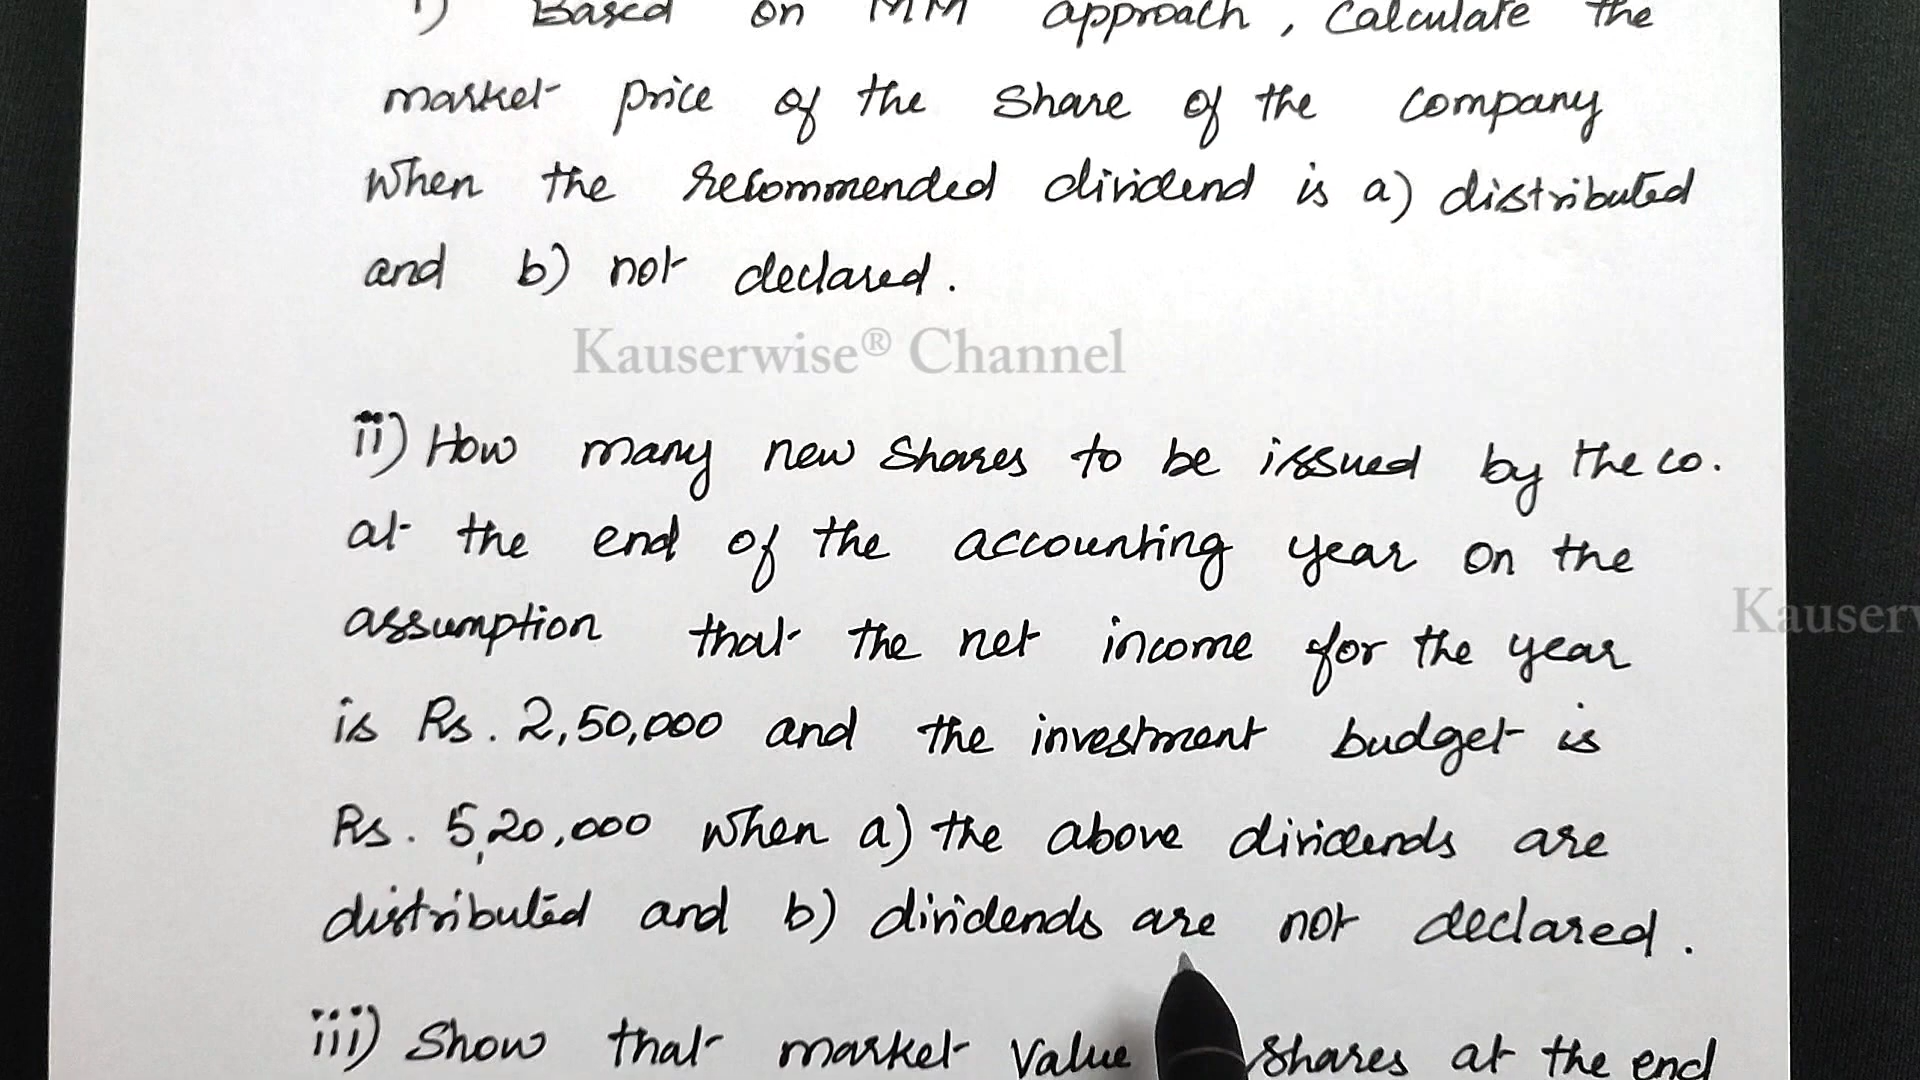 i) Based on MM approach, Calculate the
market price of the share of the company
when the recommended dividend is a) distributed
and b) not declared.
Kauserwise® Channel
ii) How many new shares to be issued by the co.
at the end of the accounting year on the
assumption that the net income for the year
Kauserw
is Rs. 2,50,000 and the investment budget is
Rs. 5,20,000 when a) the above dividends are
distributed and b) dividends are not declared.
iii) Show that market value shares at the end